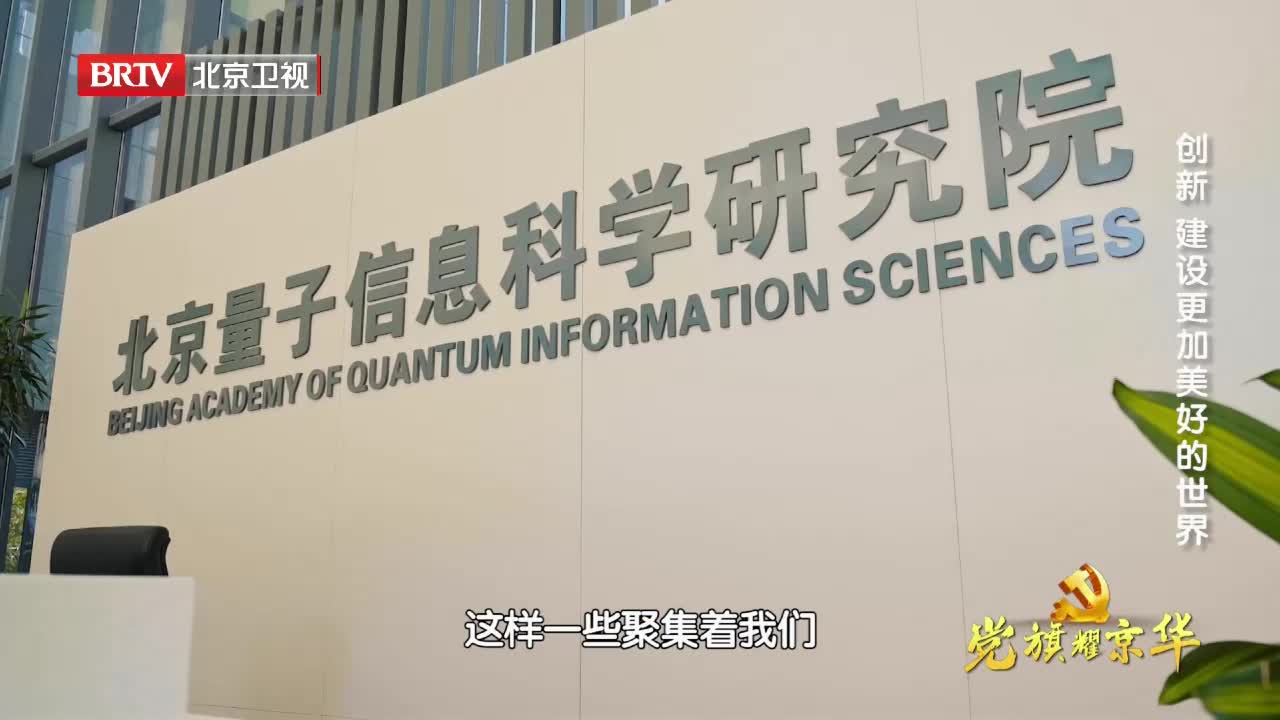 BRTV 北京卫视
北京量子信息科学研究院
BEIJING ACADEMY OF QUANTUM INFORMATION SCIENCES
创新 建设更加美好的世界
这样一些聚集着我们
党旗耀京华